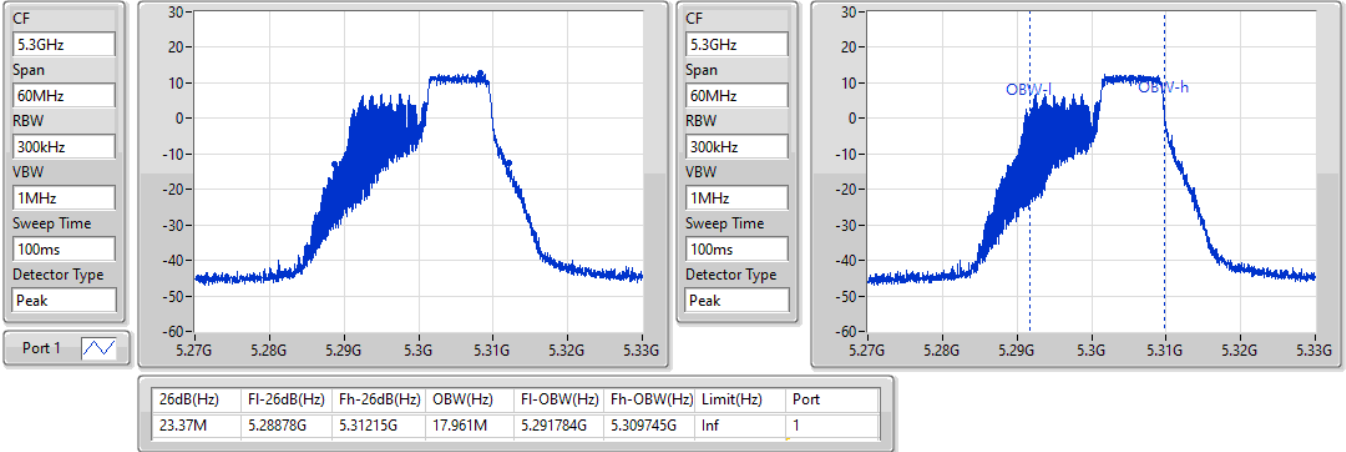 CF
5.3GHz
Span
60MHz
RBW
300kHz
VBW
1MHz
Sweep Time
100ms
Detector Type
Peak
Port 1
30
20
10
0
-10
-20
-30
-40
-50
-60
5.27G 5.28G 5.29G 5.3G 5.31G 5.32G 5.33G
CF
5.3GHz
Span
60MHz
RBW
300kHz
VBW
1MHz
Sweep Time
100ms
Detector Type
Peak
30
20
10
0
-10
-20
-30
-40
-50
-60
OBW-l OBW-h
5.27G 5.28G 5.29G 5.3G 5.31G 5.32G 5.33G
26dB(Hz) Fl-26dB(Hz) Fh-26dB(Hz) OBW(Hz) Fl-OBW(Hz) Fh-OBW(Hz) Limit(Hz) Port
23.37M 5.28878G 5.31215G 17.961M 5.291784G 5.309745G Inf 1